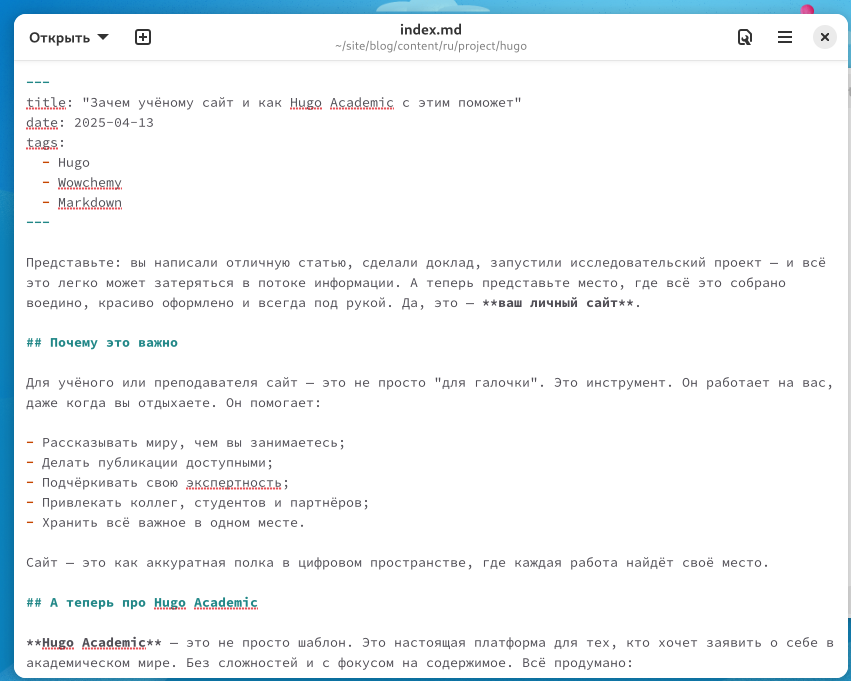 Открыть
index.md
~/site/blog/content/ru/project/hugo
---
title: "Зачем учёному сайт и как Hugo Academic с этим поможет"
date: 2025-04-13
tags:
  - Hugo
  - Wowchemy
  - Markdown
---
Представьте: вы написали отличную статью, сделали доклад, запустили исследовательский проект — и всё
это легко может затеряться в потоке информации. А теперь представьте место, где всё это собрано
воедино, красиво оформлено и всегда под рукой. Да, это — **ваш личный сайт**.
## Почему это важно
Для учёного или преподавателя сайт — это не просто "для галочки". Это инструмент. Он работает на вас,
даже когда вы отдыхаете. Он помогает:
- Рассказывать миру, чем вы занимаетесь;
- Делать публикации доступными;
- Подчёркивать свою экспертность;
- Привлекать коллег, студентов и партнёров;
- Хранить всё важное в одном месте.
Сайт — это как аккуратная полка в цифровом пространстве, где каждая работа найдёт своё место.
## А теперь про Hugo Academic
**Hugo Academic** — это не просто шаблон. Это настоящая платформа для тех, кто хочет заявить о себе в
академическом мире. Без сложностей и с фокусом на содержимое. Всё продумано: